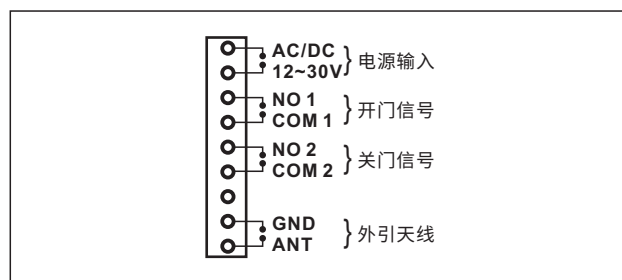 AC/DC
12~30V } 电源输入
NO 1
COM 1 } 开门信号
NO 2
COM 2 } 关门信号
GND
ANT } 外引天线